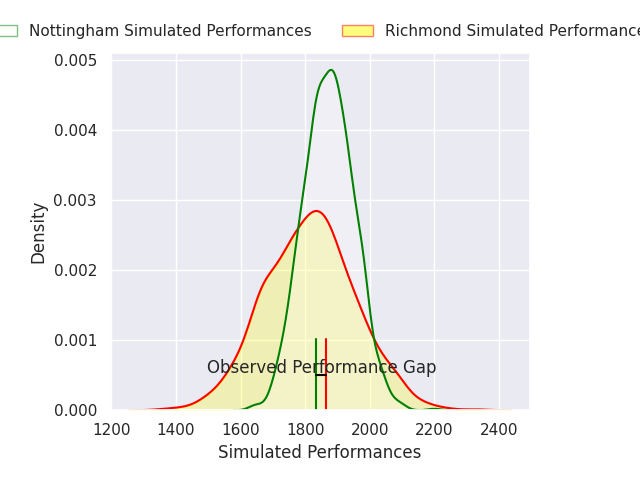 Nottingham Simulated Performances
Richmond Simulated Performance
0.005
0.004
0.003
0.002
0.001
0.000
Density
Observed Performance Gap
1200 1400 1600 1800 2000 2200 2400
Simulated Performances